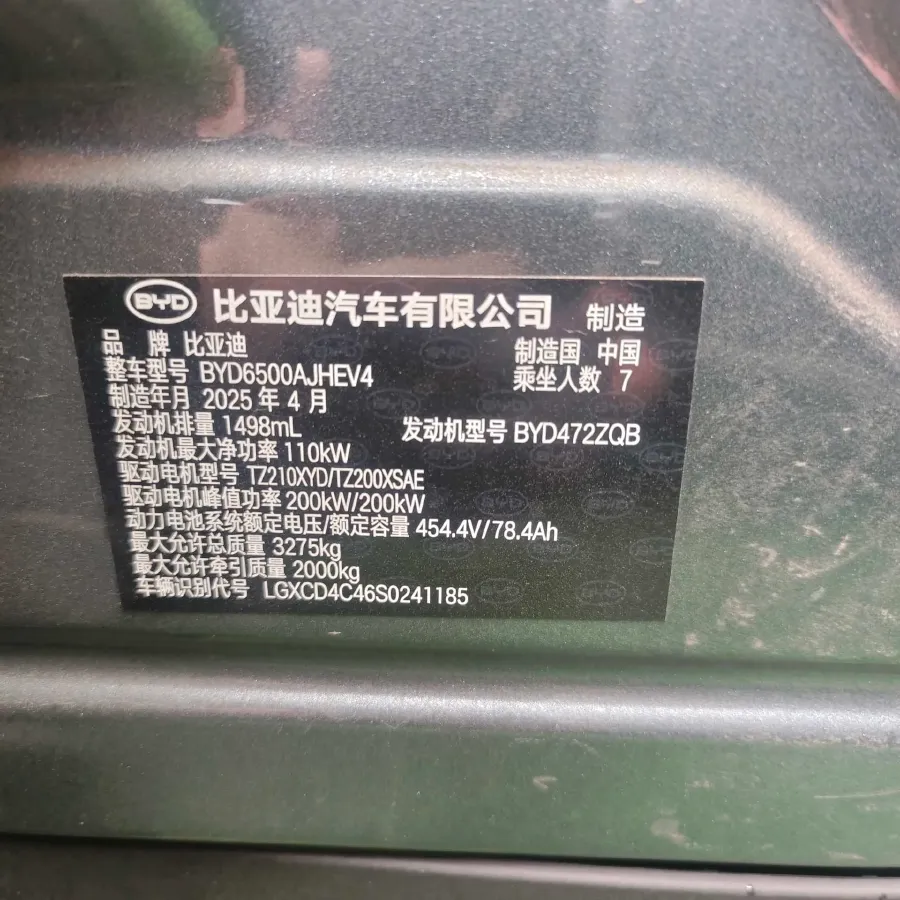 BYD 比亚迪汽车有限公司 制造
品 牌 比亚迪 制造国 中国
整车型号 BYD6500AJHEV4 乘坐人数 7
制造年月 2025 年 4 月
发动机排量 1498mL 发动机型号 BYD472ZQB
发动机最大净功率 110kW
驱动电机型号 TZ210XYD/TZ200XSAE
驱动电机峰值功率 200kW/200kW
动力电池系统额定电压/额定容量 454.4V/78.4Ah
最大允许总质量 3275kg
最大允许牵引质量 2000kg
车辆识别代号 LGXCD4C46S0241185